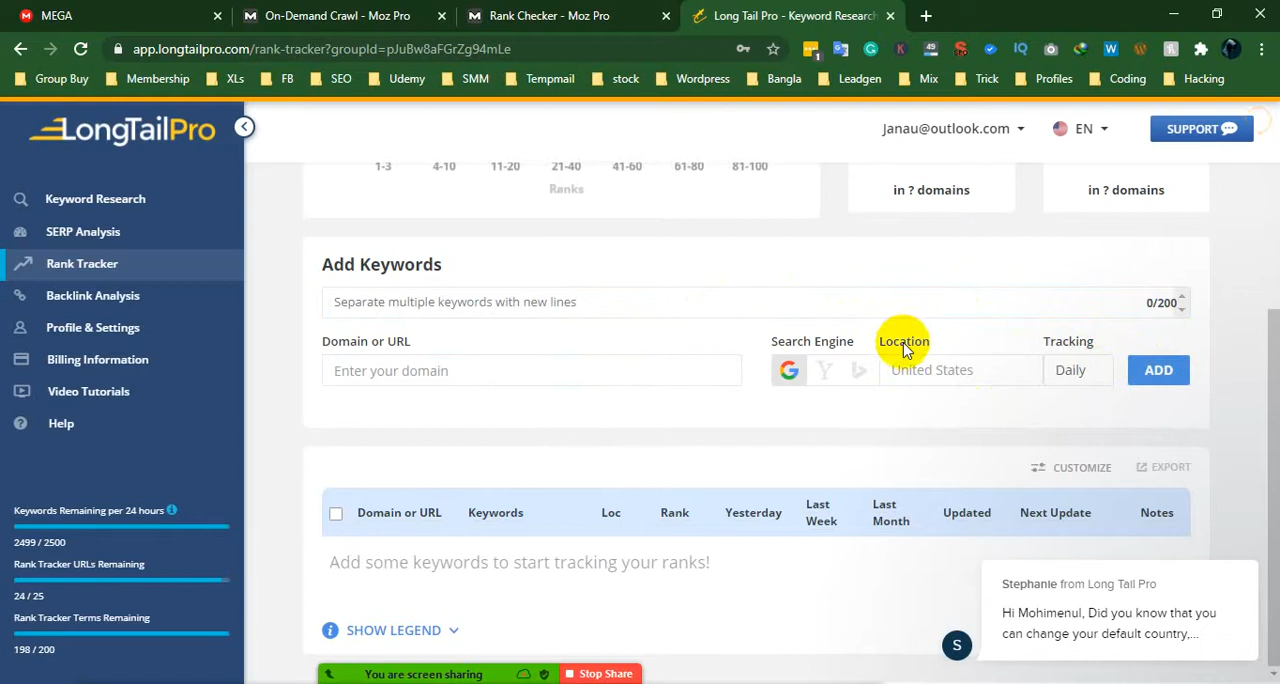 MEGA
On-Demand Crawl - Moz Pro
Rank Checker - Moz Pro
Long Tail Pro - Keyword Research
app.longtailpro.com/rank-tracker?groupId=pJuBw8aFGrZg94mLe
Group Buy
Membership
XLs
FB
SEO
Udemy
SMM
Tempmail
stock
Wordpress
Bangla
Leadgen
Mix
Trick
Profiles
Coding
Hacking
LongTailPro
Janau@outlook.com
EN
SUPPORT
Keyword Research
SERP Analysis
Rank Tracker
Backlink Analysis
Profile & Settings
Billing Information
Video Tutorials
Help
Keywords Remaining per 24 hours
2499 / 2500
Rank Tracker URLs Remaining
24 / 25
Rank Tracker Terms Remaining
198 / 200
1-3 4-10 11-20 21-40 41-60 61-80 81-100
Ranks
in ? domains
in ? domains
Add Keywords
Separate multiple keywords with new lines
0/200
Domain or URL
Search Engine
Location
Tracking
Enter your domain
United States
Daily
ADD
CUSTOMIZE
EXPORT
Domain or URL
Keywords
Loc
Rank
Yesterday
Last
Week
Last
Month
Updated
Next Update
Notes
Add some keywords to start tracking your ranks!
SHOW LEGEND
Stephanie from Long Tail Pro
Hi Mohimenul, Did you know that you
can change your default country,...
S
You are screen sharing
Stop Share